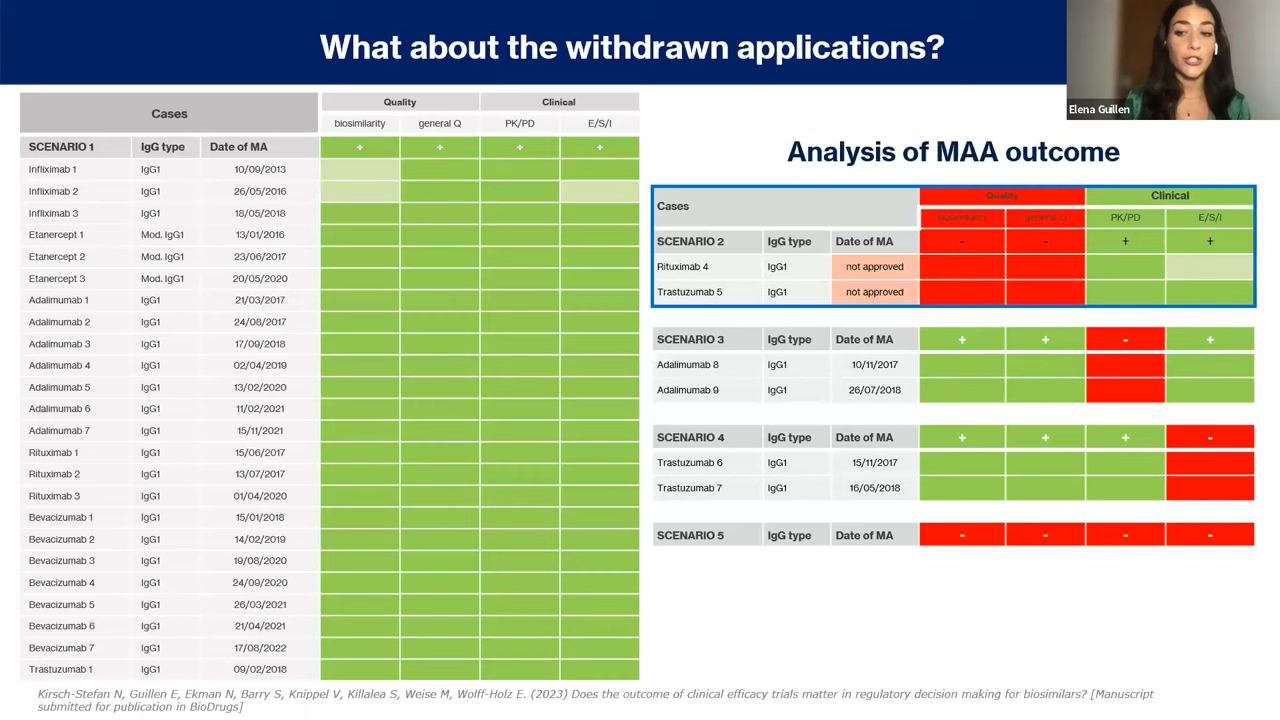 What about the withdrawn applications?
Elena Guillen
Cases Quality Clinical
biosimilarity general Q PK/PD E/S/I
SCENARIO 1 IgG type Date of MA + + + +
Infliximab 1 IgG1 10/09/2013
Infliximab 2 IgG1 26/05/2016
Infliximab 3 IgG1 18/05/2018
Etanercept 1 Mod. IgG1 13/01/2016
Etanercept 2 Mod. IgG1 23/06/2017
Etanercept 3 Mod. IgG1 20/05/2020
Adalimumab 1 IgG1 21/03/2017
Adalimumab 2 IgG1 24/08/2017
Adalimumab 3 IgG1 17/09/2018
Adalimumab 4 IgG1 02/04/2019
Adalimumab 5 IgG1 13/02/2020
Adalimumab 6 IgG1 11/02/2021
Adalimumab 7 IgG1 15/11/2021
Rituximab 1 IgG1 15/06/2017
Rituximab 2 IgG1 13/07/2017
Rituximab 3 IgG1 01/04/2020
Bevacizumab 1 IgG1 15/01/2018
Bevacizumab 2 IgG1 14/02/2019
Bevacizumab 3 IgG1 19/08/2020
Bevacizumab 4 IgG1 24/09/2020
Bevacizumab 5 IgG1 26/03/2021
Bevacizumab 6 IgG1 21/04/2021
Bevacizumab 7 IgG1 17/08/2022
Trastuzumab 1 IgG1 09/02/2018
Analysis of MAA outcome
Cases Quality Clinical
biosimilarity general Q PK/PD E/S/I
SCENARIO 2 IgG type Date of MA - - + +
Rituximab 4 IgG1 not approved
Trastuzumab 5 IgG1 not approved
SCENARIO 3 IgG type Date of MA + + - +
Adalimumab 8 IgG1 10/11/2017
Adalimumab 9 IgG1 26/07/2018
SCENARIO 4 IgG type Date of MA + + + -
Trastuzumab 6 IgG1 15/11/2017
Trastuzumab 7 IgG1 16/05/2018
SCENARIO 5 IgG type Date of MA - - - -
Kirsch-Stefan N, Guillen E, Ekman N, Barry S, Knippel V, Killalea S, Weise M, Wolff-Holz E. (2023) Does the outcome of clinical efficacy trials matter in regulatory decision making for biosimilars? [Manuscript
submitted for publication in BioDrugs]